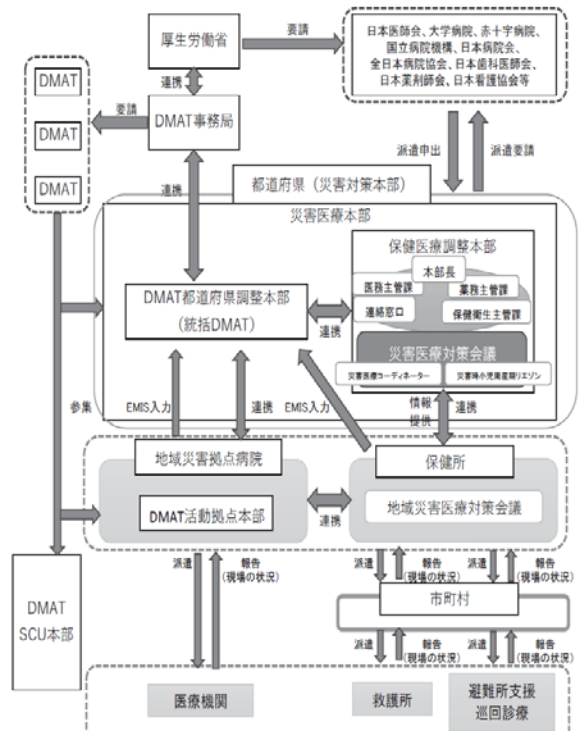 厚生労働省
要請
日本医師会、大学病院、赤十字病院、
国立病院機構、日本病院会、
全日本病院協会、日本歯科医師会、
日本薬剤師会、日本看護協会等
DMAT
DMAT
DMAT
要請
連携
DMAT事務局
連携
派遣申出
派遣要請
都道府県（災害対策本部）
災害医療本部
保健医療調整本部
本部長
医務主管課
薬務主管課
連絡窓口
保健衛生主管課
DMAT都道府県調整本部
（統括DMAT）
連携
災害医療対策会議
災害医療コーディネーター
災害時小児周産期リエゾン
参集
EMIS入力
連携
EMIS入力
情報
提供
連携
地域災害拠点病院
DMAT活動拠点本部
連携
保健所
地域災害医療対策会議
派遣
報告
(現場の状況)
派遣
報告
(現場の状況)
派遣
報告
(現場の状況)
市町村
派遣
報告
(現場の状況)
派遣
報告
(現場の状況)
DMAT
SCU本部
医療機関
救護所
避難所支援
巡回診療